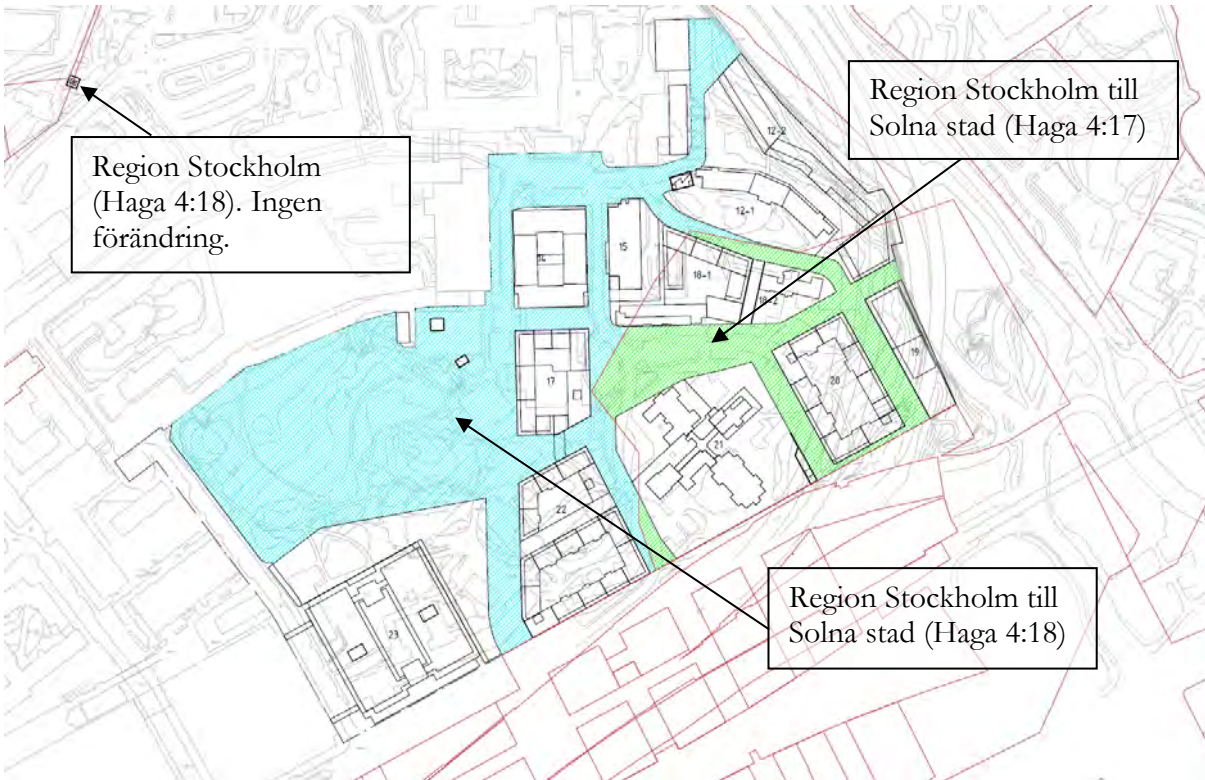 Region Stockholm till
Solna stad (Haga 4:17)
Region Stockholm
(Haga 4:18). Ingen
förändring.
12-2
12-1
15
18-1
18-2
17
19
20
21
22
23
Region Stockholm till
Solna stad (Haga 4:18)